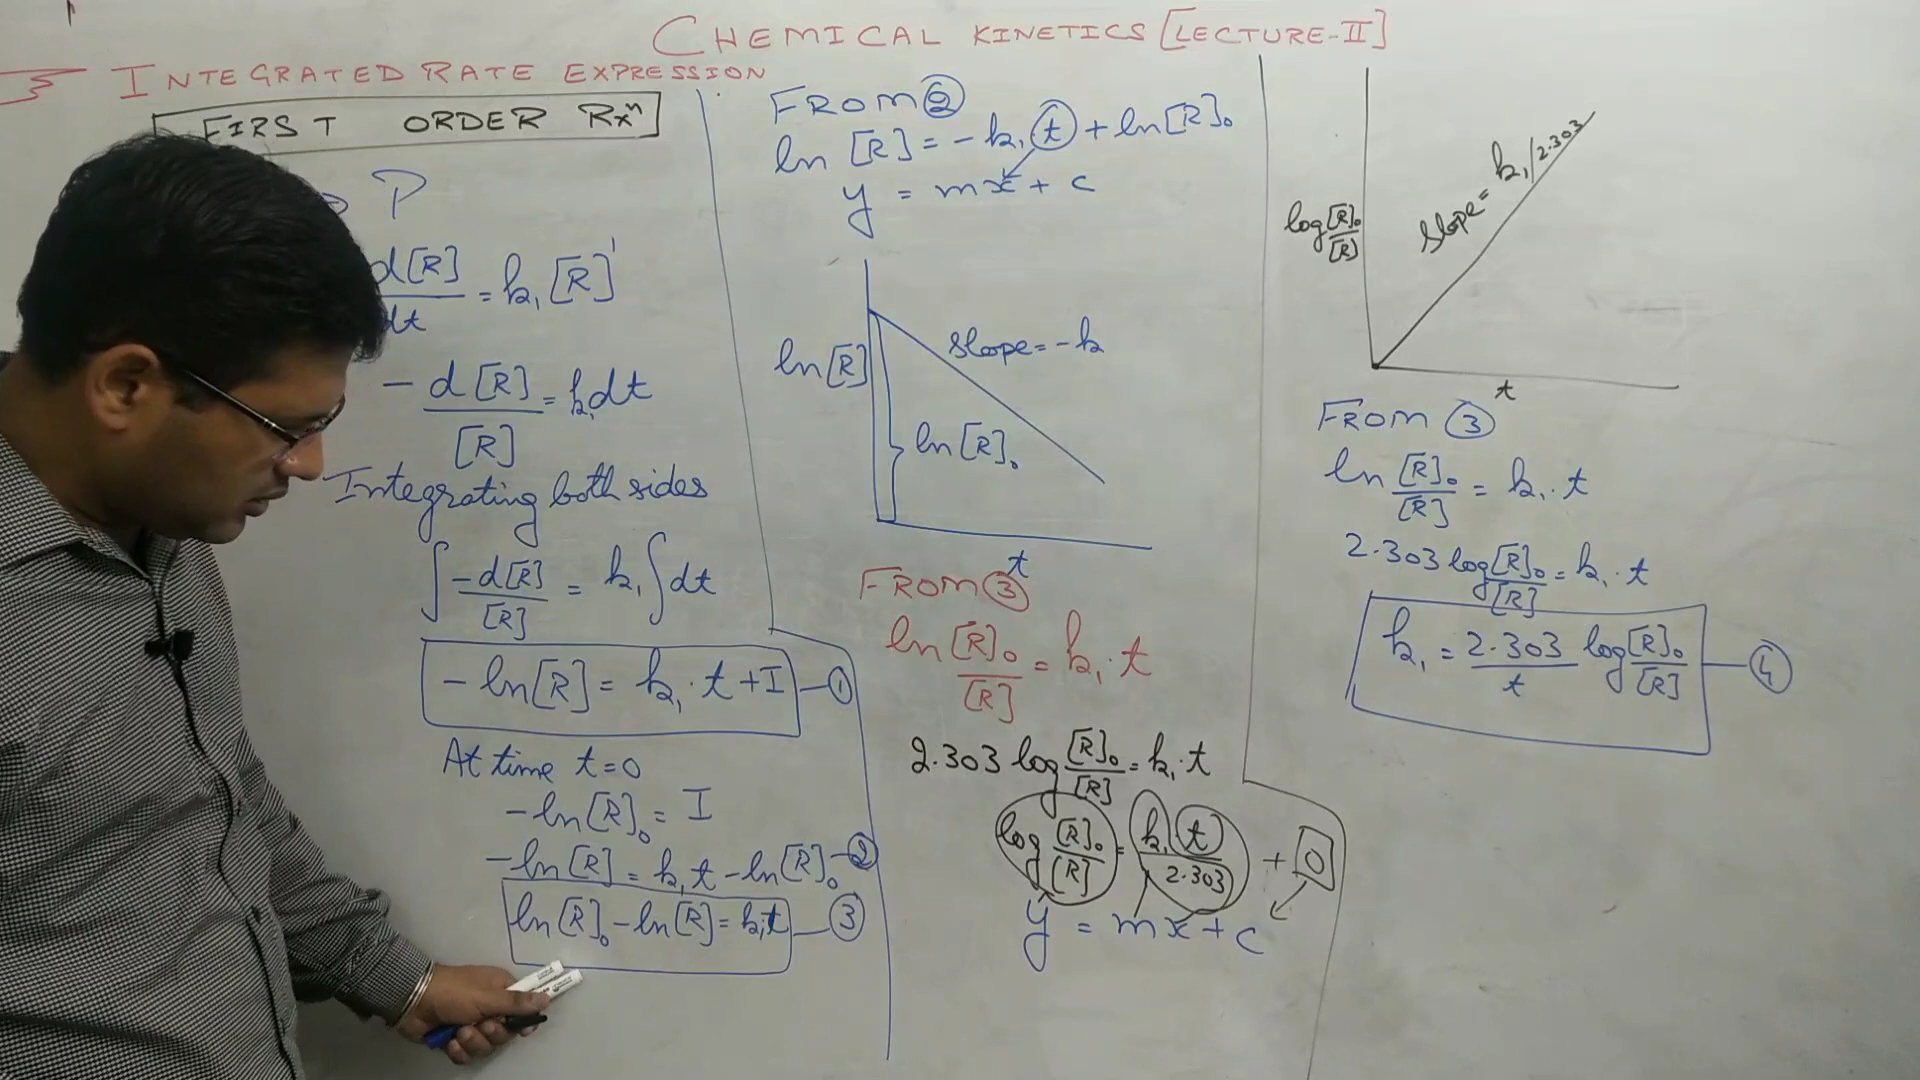 CHEMICAL KINETICS [LECTURE-II]
INTEGRATED RATE EXPRESSION
FIRST ORDER Rxⁿ
P
d[R]/dt = k₁[R]¹
- d[R]/[R] = k₁dt
Integrating both sides
∫ -d[R]/[R] = k₁∫dt
-ln[R] = k₁·t + I —①
At time t=0
-ln[R]₀ = I
-ln[R] = k₁t - ln[R]₀ —②
ln[R]₀ - ln[R] = k₁t —③
FROM ②
ln [R] = -k₁t + ln[R]₀
y = mx + c
ln[R]
slope = -k
ln[R]₀
t
FROM ③
ln [R]₀/[R] = k₁·t
2.303 log [R]₀/[R] = k₁·t
log [R]₀/[R] = k₁t/2.303 + 0
y = mx + c
log [R]₀/[R]
slope = k₁/2.303
t
FROM ③
ln [R]₀/[R] = k₁·t
2.303 log [R]₀/[R] = k₁·t
k₁ = 2.303/t log [R]₀/[R] —④